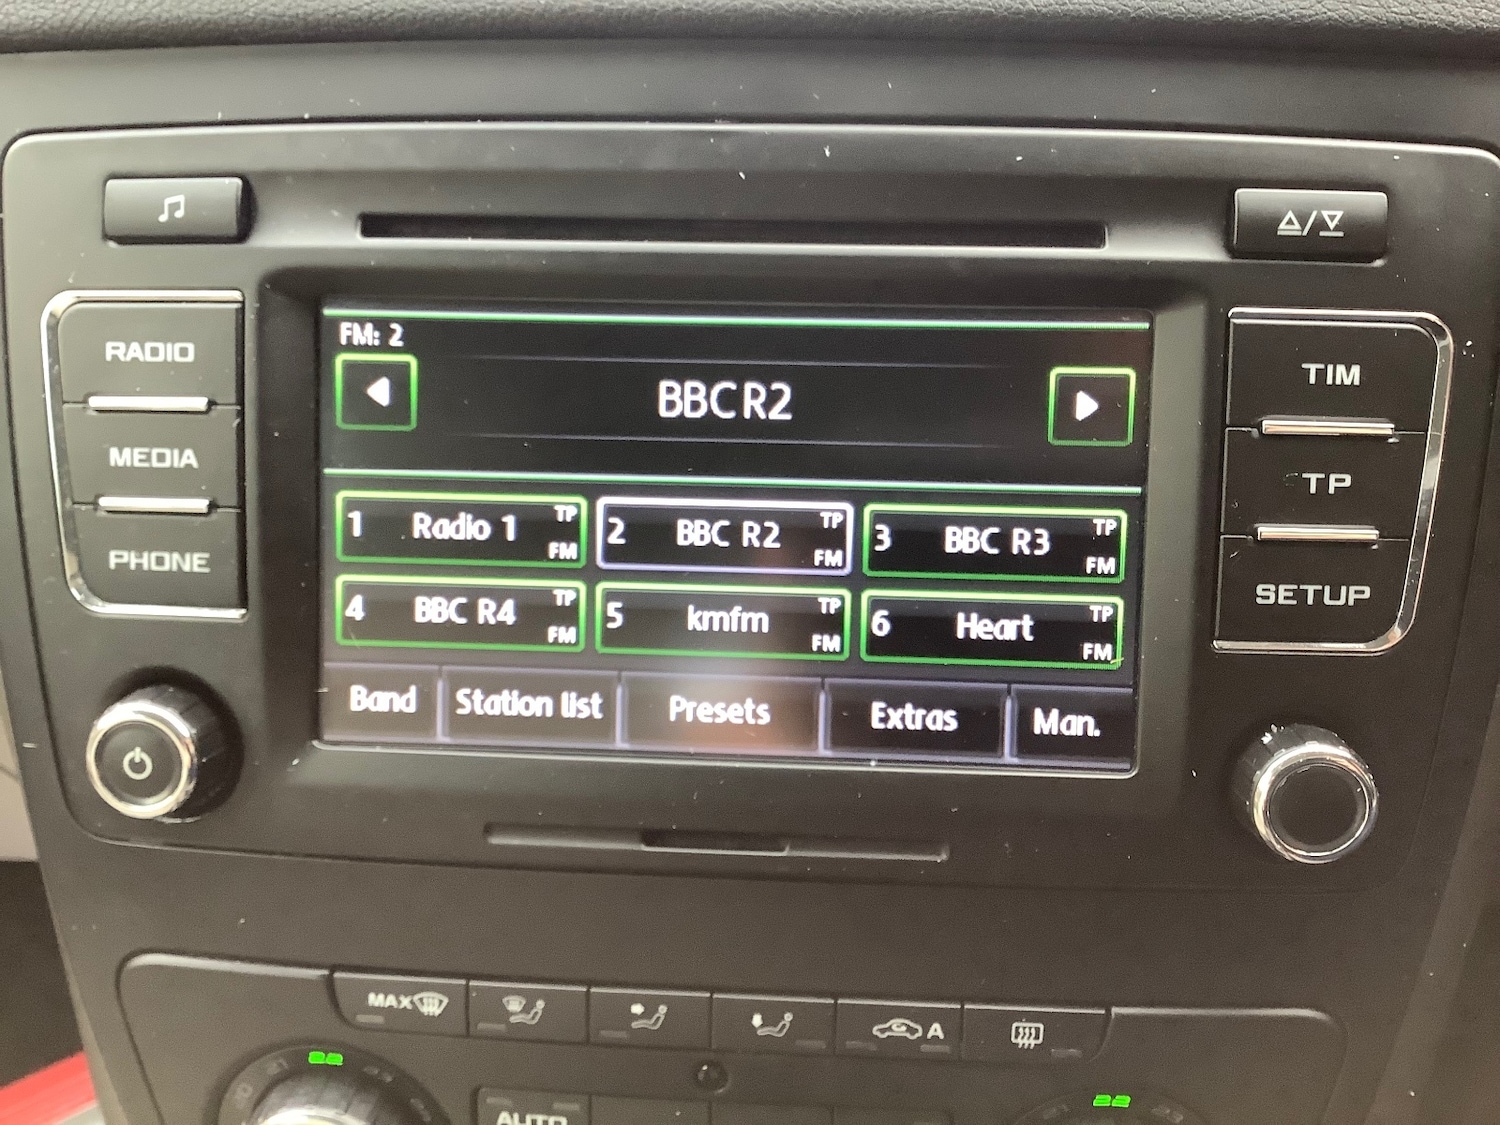 RADIO
MEDIA
PHONE
TIM
TP
SETUP
FM: 2
BBC R2
1 Radio 1 TP FM
2 BBC R2 TP FM
3 BBC R3 TP FM
4 BBC R4 TP FM
5 kmfm TP FM
6 Heart TP FM
Band Station list Presets Extras Man.
MAX A
22 22
AUTO